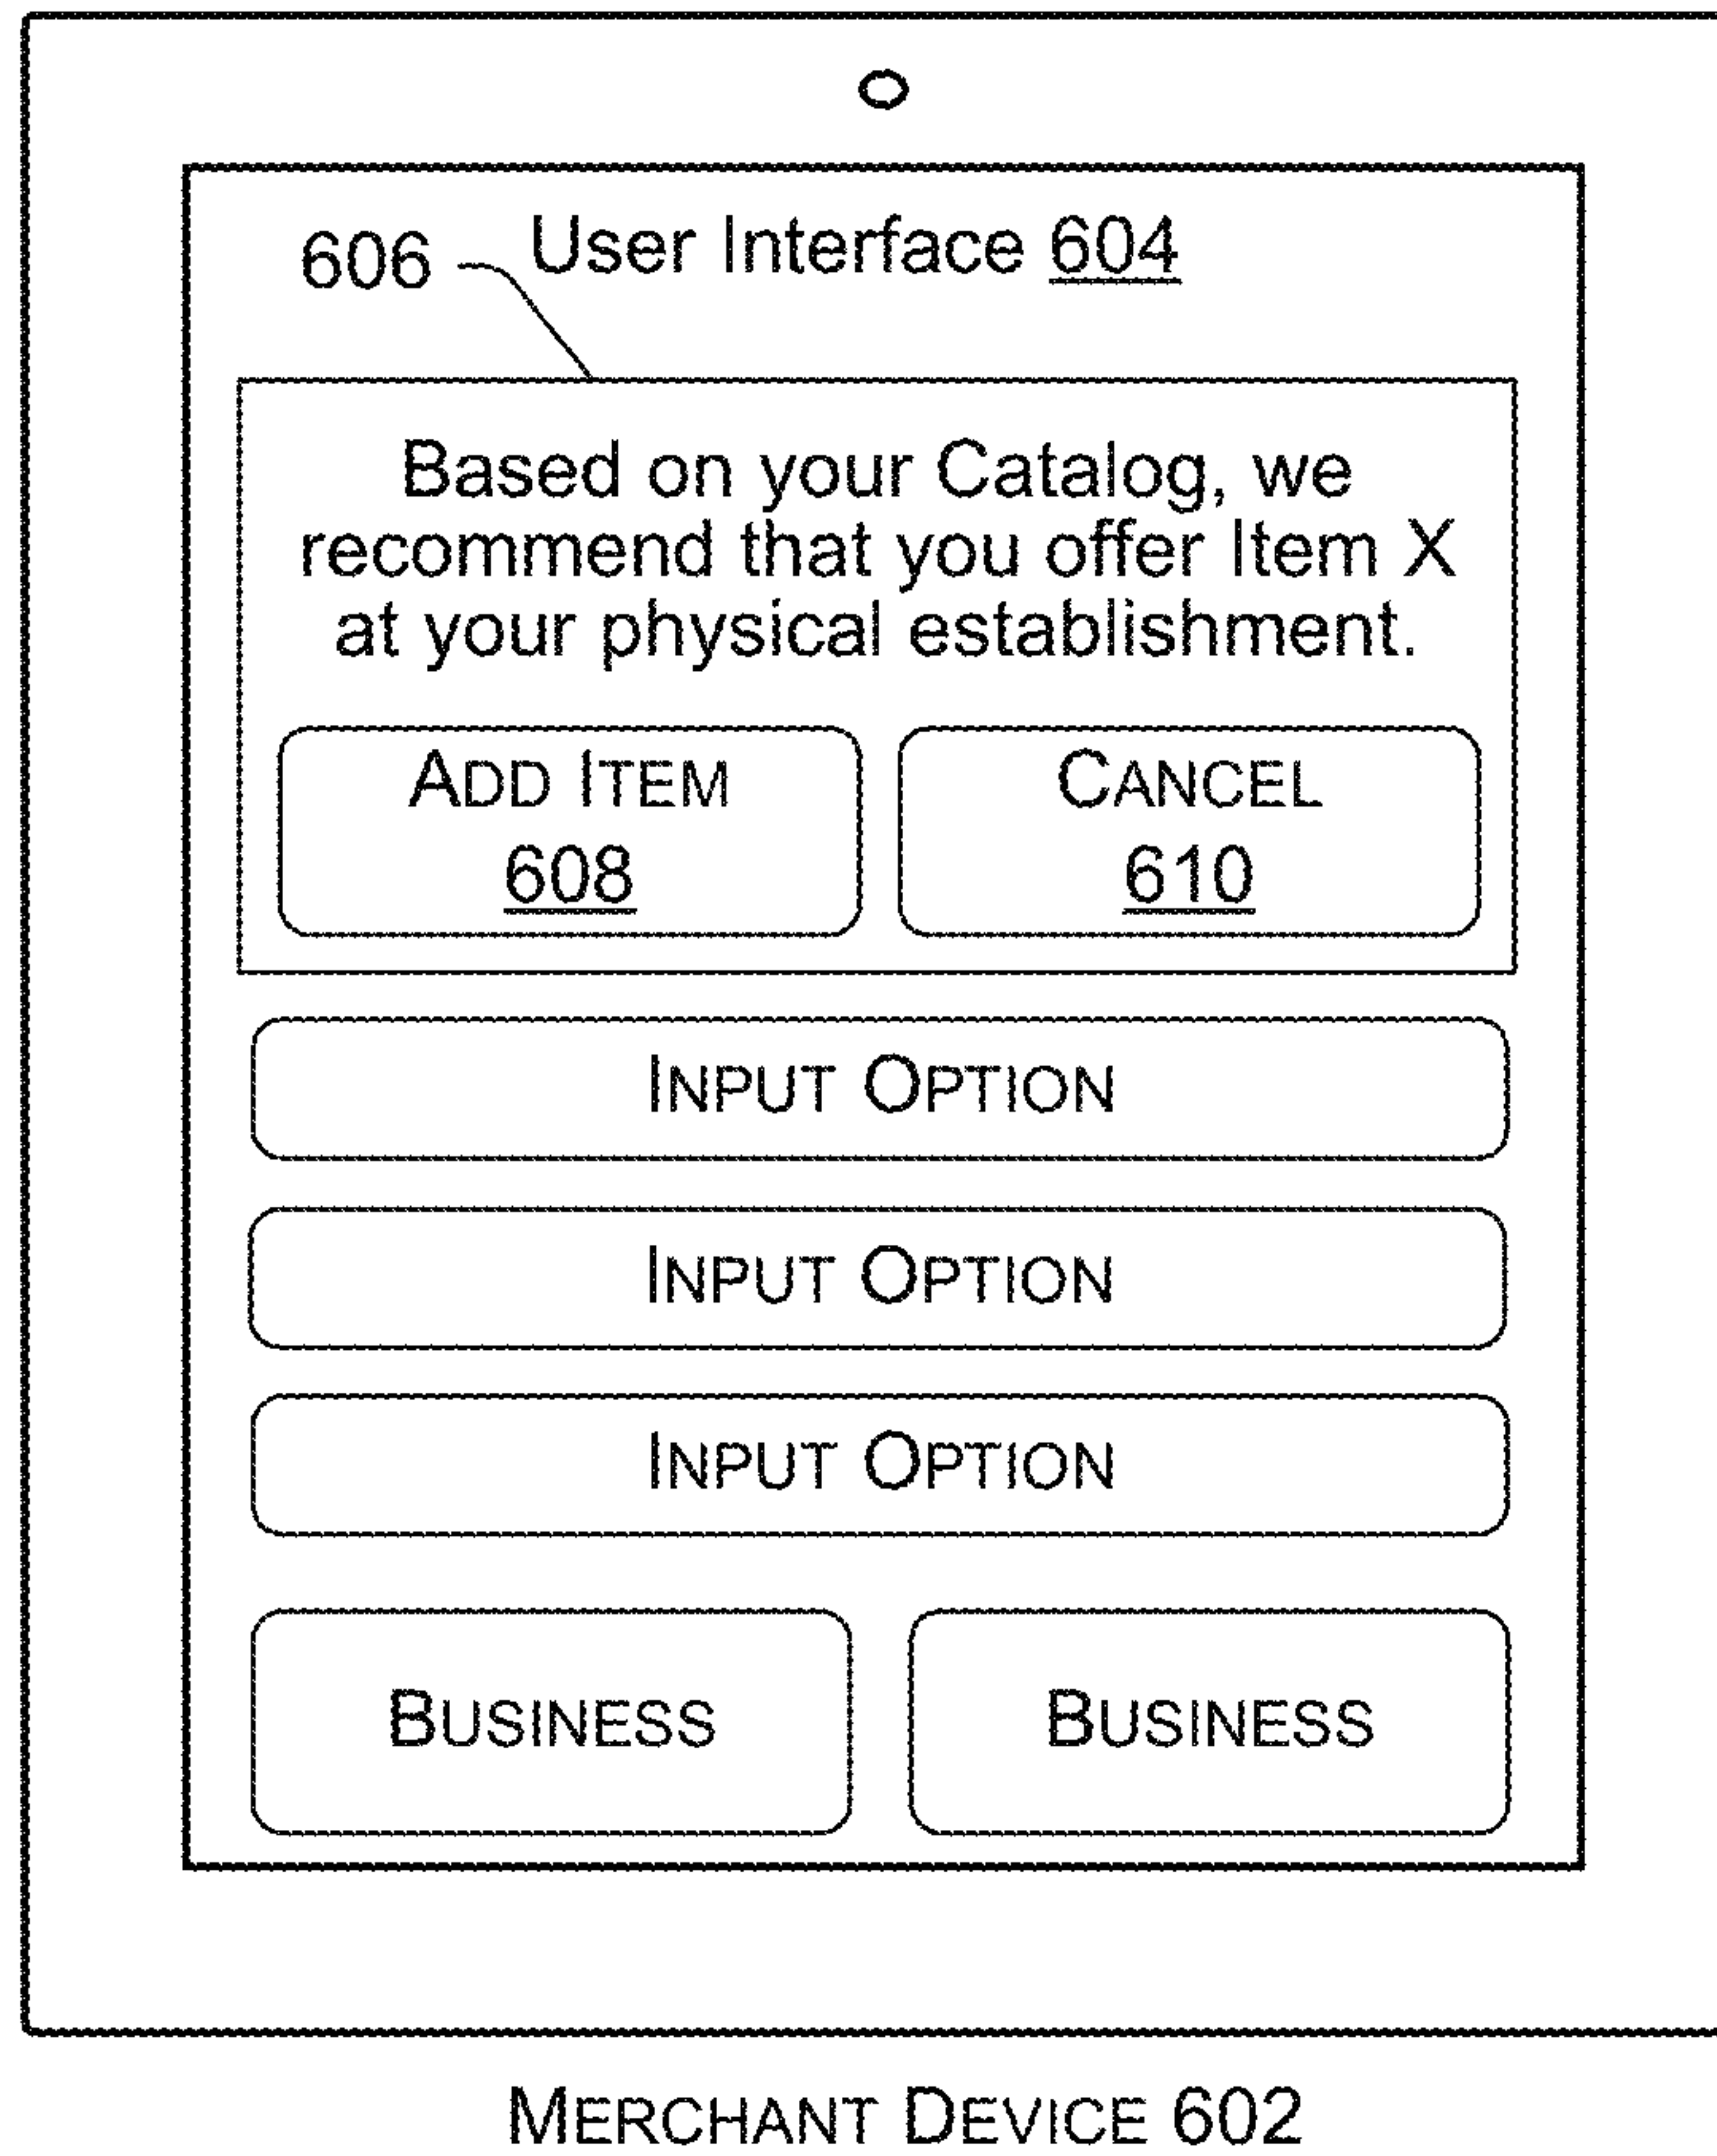 606 User Interface 604
Based on your Catalog, we
recommend that you offer Item X
at your physical establishment.
ADD ITEM
608
CANCEL
610
INPUT OPTION
INPUT OPTION
INPUT OPTION
BUSINESS
BUSINESS
MERCHANT DEVICE 602